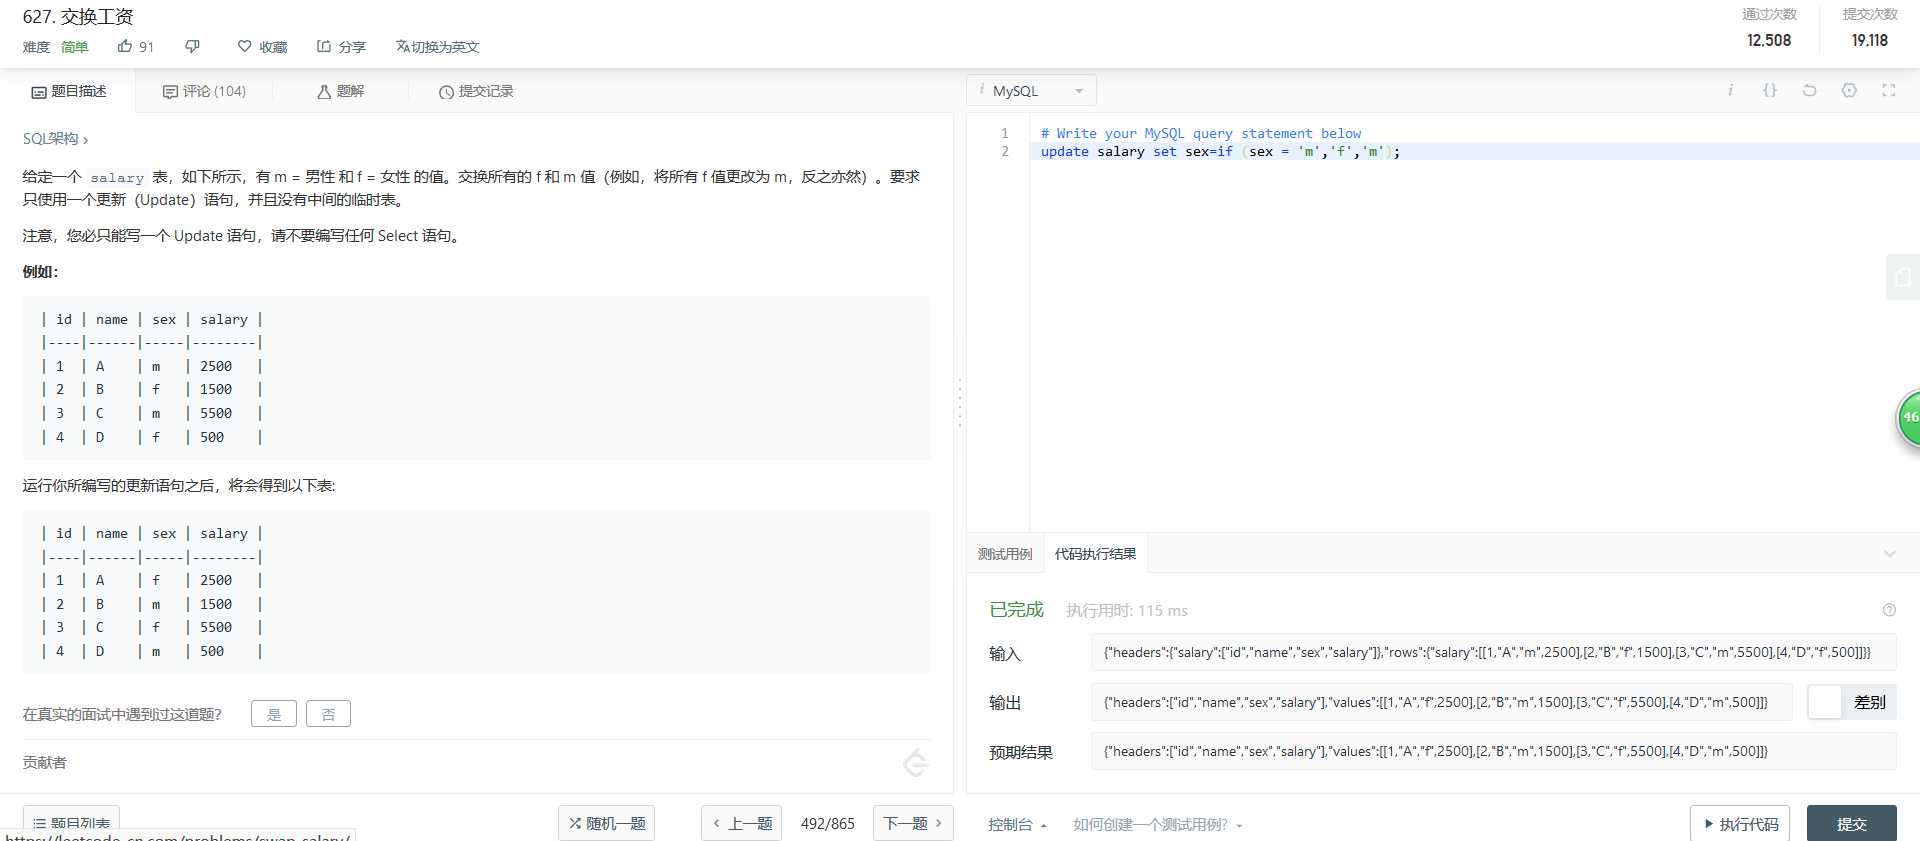 627. 交换工资
难度 简单 91 收藏 分享 切换为英文
通过次数 提交次数
12,508 19,118
题目描述 评论 (104) 题解 提交记录
SQL架构
给定一个 salary 表，如下所示，有 m = 男性 和 f = 女性 的值。交换所有的 f 和 m 值（例如，将所有 f 值更改为 m，反之亦然）。要求
只使用一个更新（Update）语句，并且没有中间的临时表。
注意，您必只能写一个 Update 语句，请不要编写任何 Select 语句。
例如：
| id | name | sex | salary |
|----|------|-----|--------|
| 1  | A    | m   | 2500   |
| 2  | B    | f   | 1500   |
| 3  | C    | m   | 5500   |
| 4  | D    | f   | 500    |
运行你所编写的更新语句之后，将会得到以下表:
| id | name | sex | salary |
|----|------|-----|--------|
| 1  | A    | f   | 2500   |
| 2  | B    | m   | 1500   |
| 3  | C    | f   | 5500   |
| 4  | D    | m   | 500    |
在真实的面试中遇到过这道题？ 是 否
贡献者
题目列表 随机一题 上一题 492/865 下一题
https://leetcode-cn.com/problems/swap-salary/
MySQL
1 # Write your MySQL query statement below
2 update salary set sex=if (sex = 'm','f','m');
46
测试用例 代码执行结果
已完成 执行用时: 115 ms
输入 {"headers":{"salary":["id","name","sex","salary"]},"rows":{"salary":[[1,"A","m",2500],[2,"B","f",1500],[3,"C","m",5500],[4,"D","f",500]]}}
输出 {"headers":["id","name","sex","salary"],"values":[[1,"A","f",2500],[2,"B","m",1500],[3,"C","f",5500],[4,"D","m",500]]} 差别
预期结果 {"headers":["id","name","sex","salary"],"values":[[1,"A","f",2500],[2,"B","m",1500],[3,"C","f",5500],[4,"D","m",500]]}
控制台 如何创建一个测试用例? 执行代码 提交